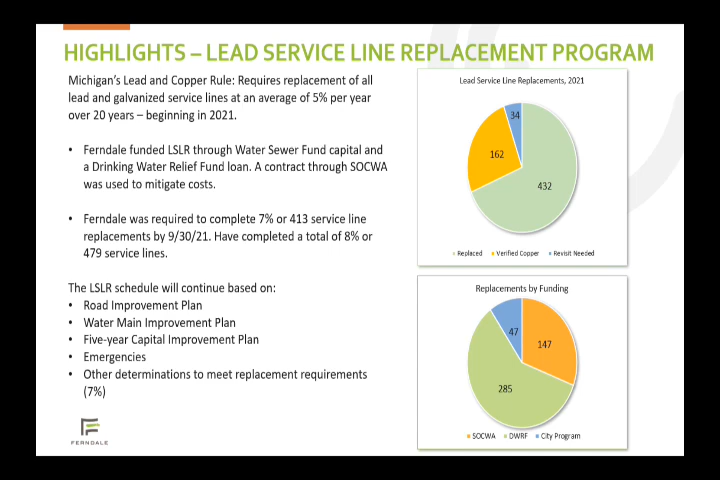 HIGHLIGHTS – LEAD SERVICE LINE REPLACEMENT PROGRAM
Michigan's Lead and Copper Rule: Requires replacement of all
lead and galvanized service lines at an average of 5% per year
over 20 years – beginning in 2021.
• Ferndale funded LSLR through Water Sewer Fund capital and
a Drinking Water Relief Fund loan. A contract through SOCWA
was used to mitigate costs.
• Ferndale was required to complete 7% or 413 service line
replacements by 9/30/21. Have completed a total of 8% or
479 service lines.
The LSLR schedule will continue based on:
• Road Improvement Plan
• Water Main Improvement Plan
• Five-year Capital Improvement Plan
• Emergencies
• Other determinations to meet replacement requirements
(7%)
FERNDALE
Lead Service Line Replacements, 2021
34
162
432
Replaced Verified Copper Revisit Needed
Replacements by Funding
47
147
285
SOCWA DWRF City Program